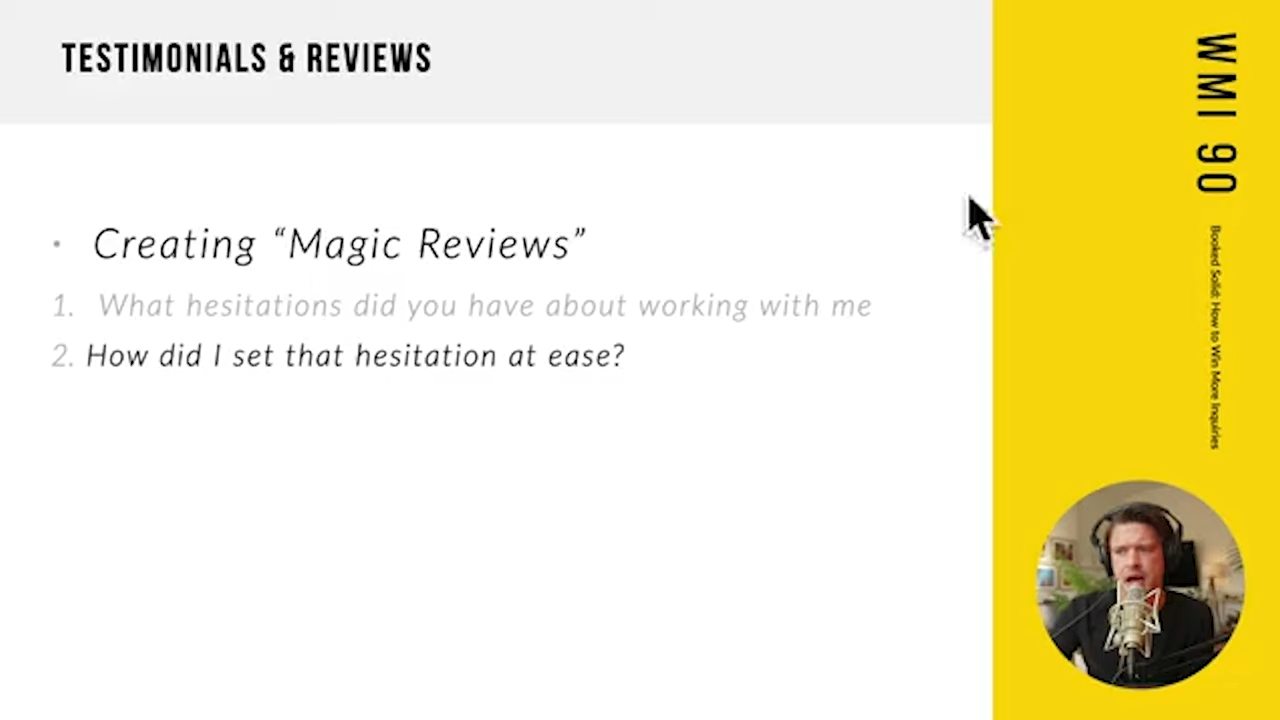 TESTIMONIALS & REVIEWS
• Creating “Magic Reviews”
1. What hesitations did you have about working with me
2. How did I set that hesitation at ease?
WMI 90
Booked Solid: How to Win More Inquiries